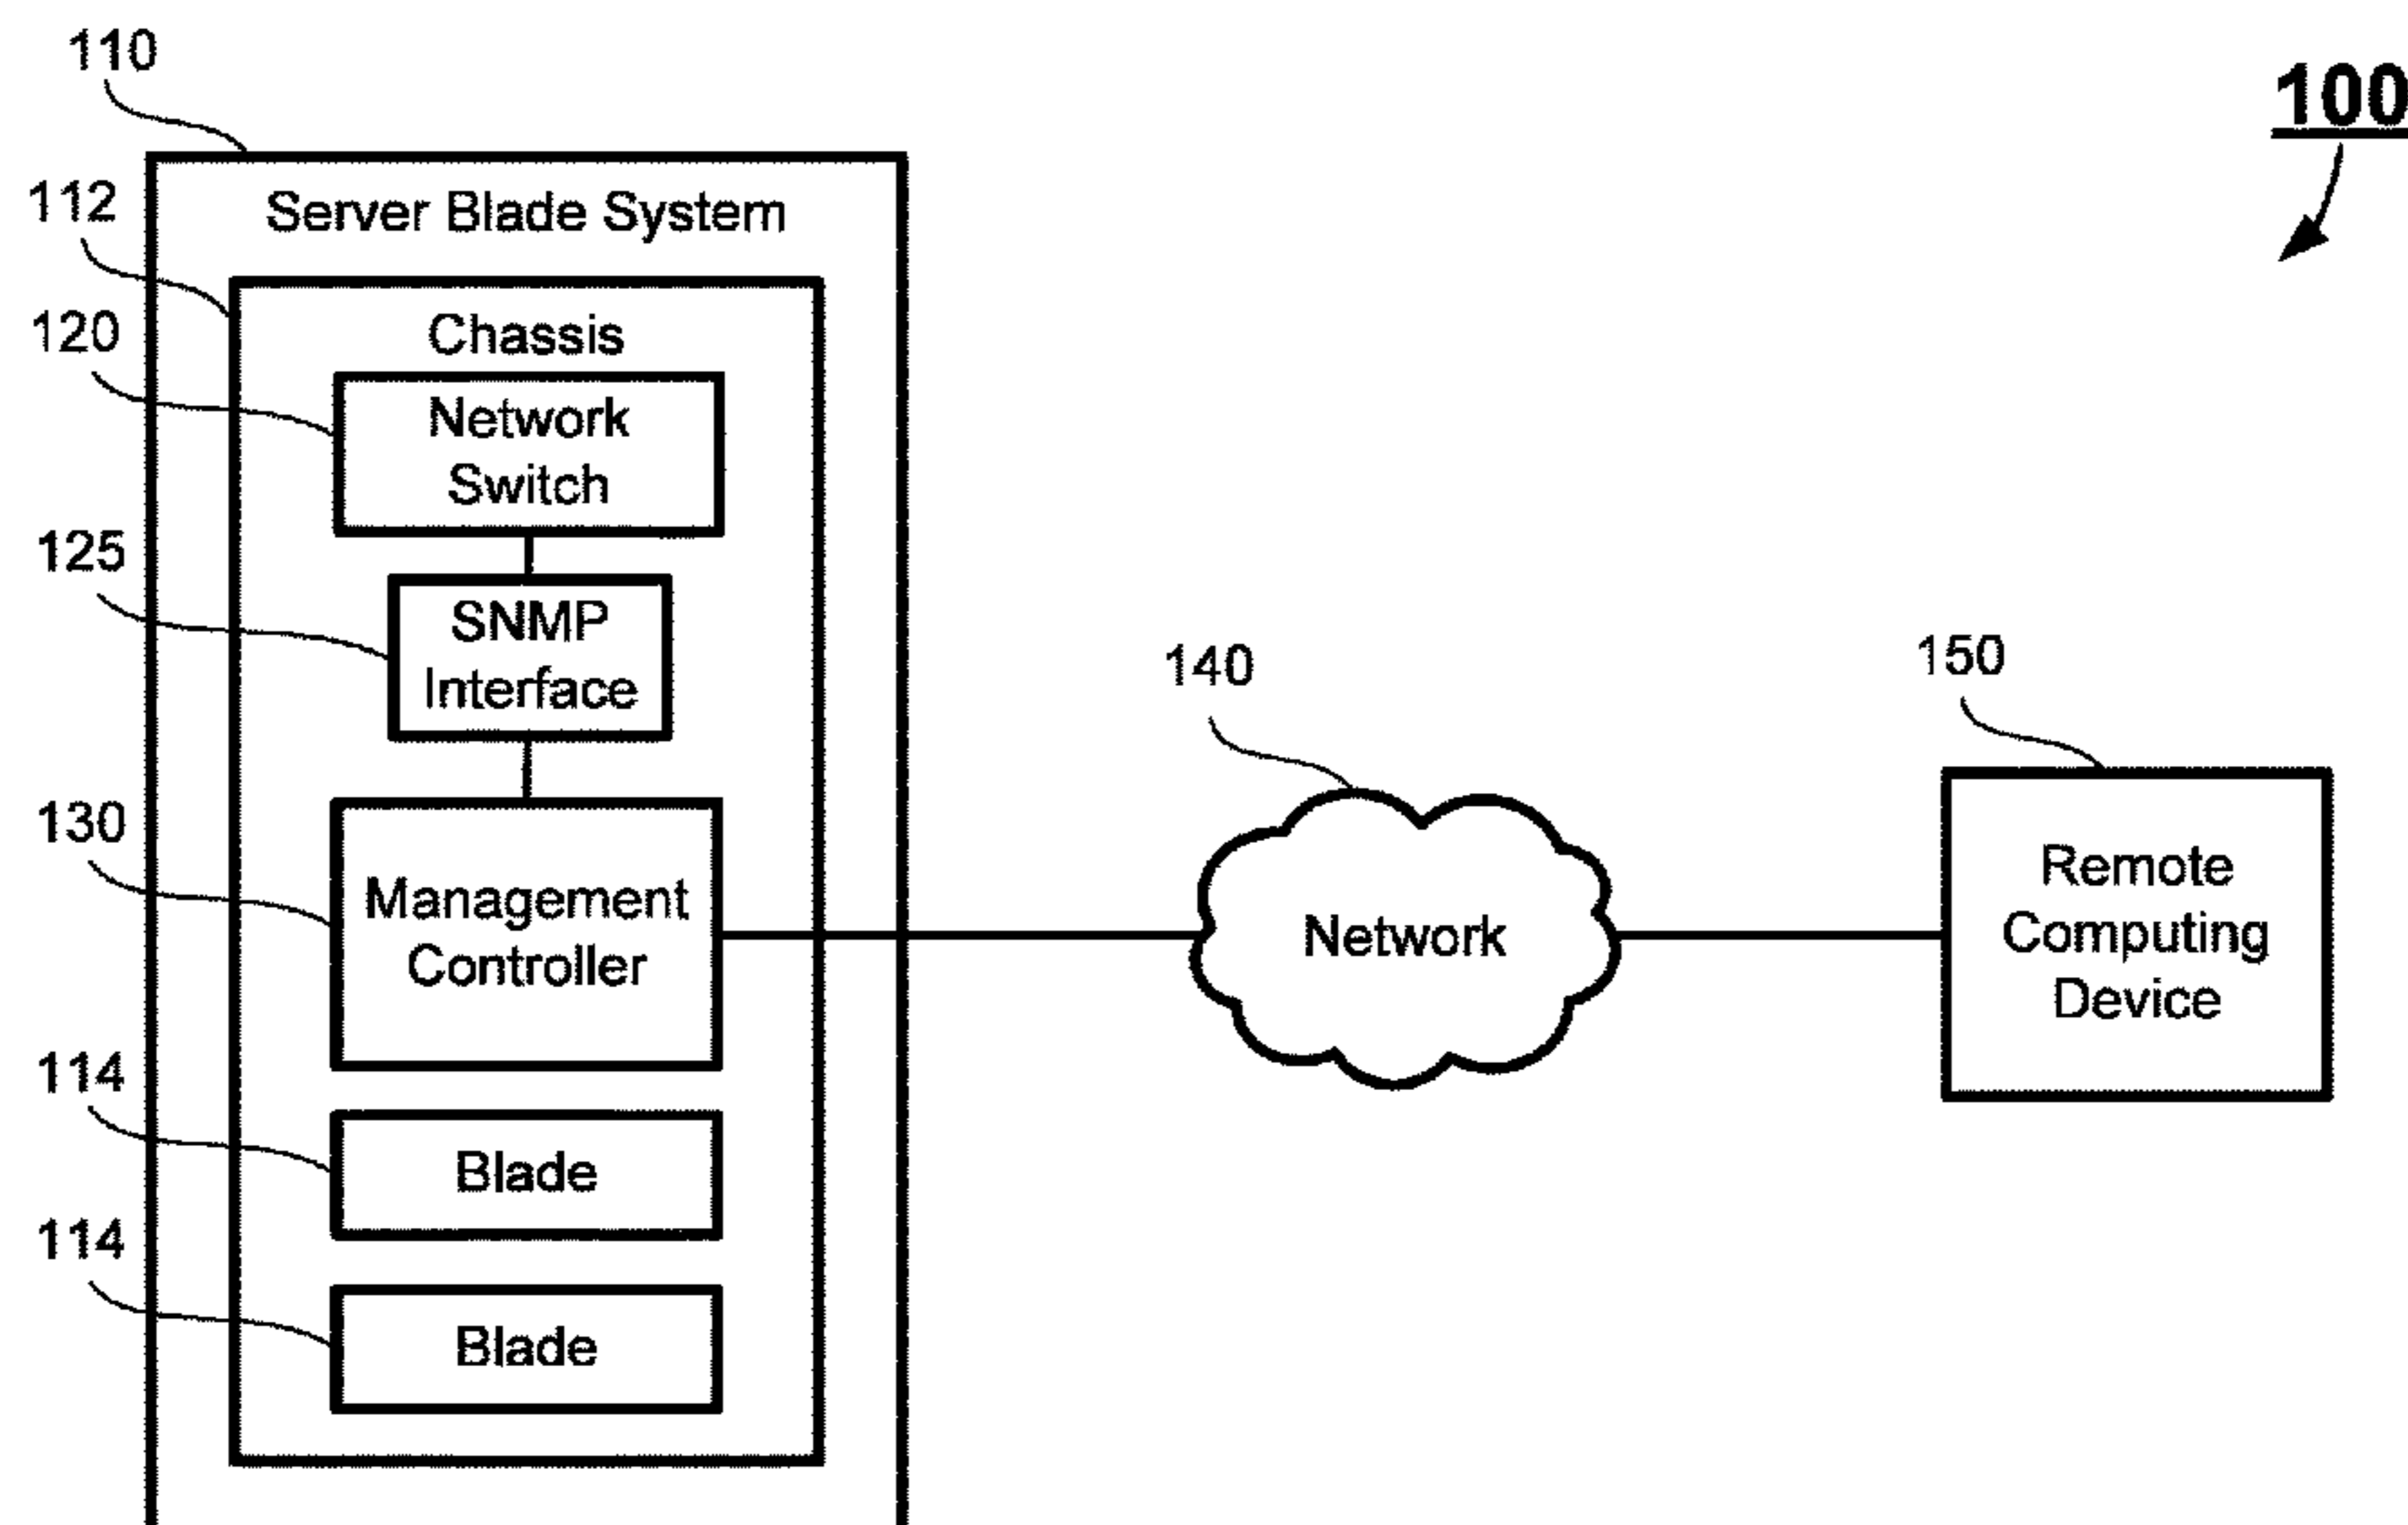 110
100
112
Server Blade System
120
Chassis
Network
Switch
125
SNMP
Interface
140
150
130
Management
Controller
Network
Remote
Computing
Device
114
Blade
114
Blade